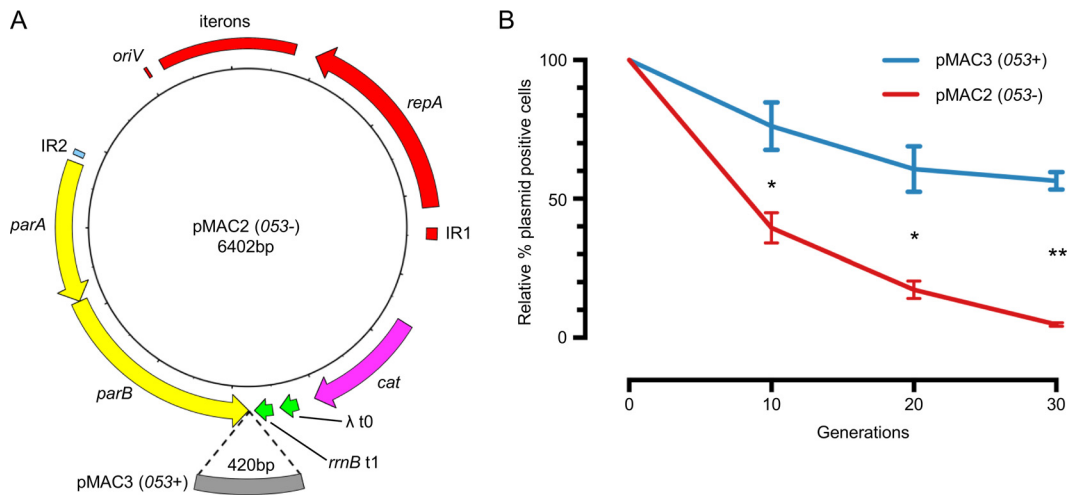 A
iterons
oriV
repA
IR2
parA
pMAC2 (053-)
6402bp
IR1
parB
cat
λ t0
rrnB t1
420bp
pMAC3 (053+)
B
Relative % plasmid positive cells
100
50
0
pMAC3 (053+)
pMAC2 (053-)
*
*
**
0 10 20 30
Generations